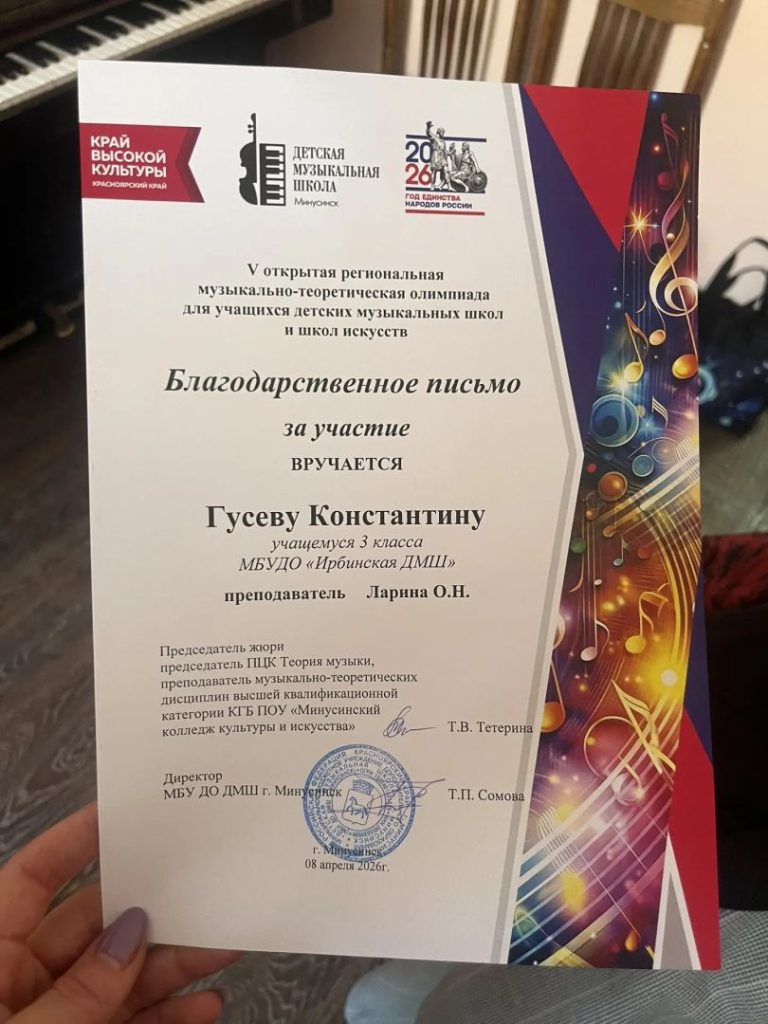 КРАЙ
ВЫСОКОЙ
КУЛЬТУРЫ
КРАСНОЯРСКИЙ КРАЙ
ДЕТСКАЯ
МУЗЫКАЛЬНАЯ
ШКОЛА
Минусинск
20
26
ГОД ЕДИНСТВА
НАРОДОВ РОССИИ
V открытая региональная
музыкально-теоретическая олимпиада
для учащихся детских музыкальных школ
и школ искусств
Благодарственное письмо
за участие
ВРУЧАЕТСЯ
Гусеву Константину
учащемуся 3 класса
МБУДО «Ирбинская ДМШ»
преподаватель Ларина О.Н.
Председатель жюри
председатель ПЦК Теория музыки,
преподаватель музыкально-теоретических
дисциплин высшей квалификационной
категории КГБ ПОУ «Минусинский
колледж культуры и искусства» Т.В. Тетерина
Директор
МБУ ДО ДМШ г. Минусинск Т.П. Сомова
г. Минусинск,
08 апреля 2026г.